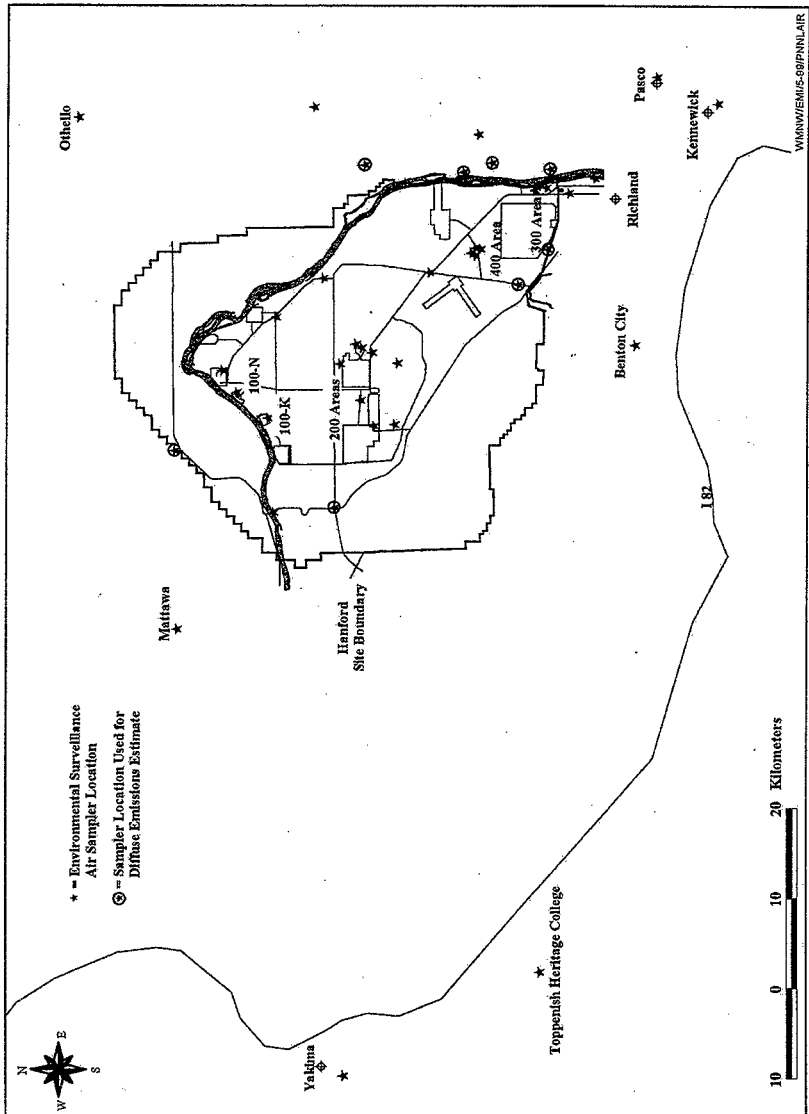 N
W
E
S
★ = Environmental Surveillance
Air Sampler Location
= Sampler Location Used for
Diffuse Emissions Estimate
Othello
Mattawa
100-N
100-K
200 Areas
Hanford
Site Boundary
400 Area
300 Area
Yakima
Toppenish Heritage College
Benton City
Richland
Pasco
Kennewick
I 82
10 0 10 20 Kilometers
WMNW/EMI/5-99/PNNLAIR